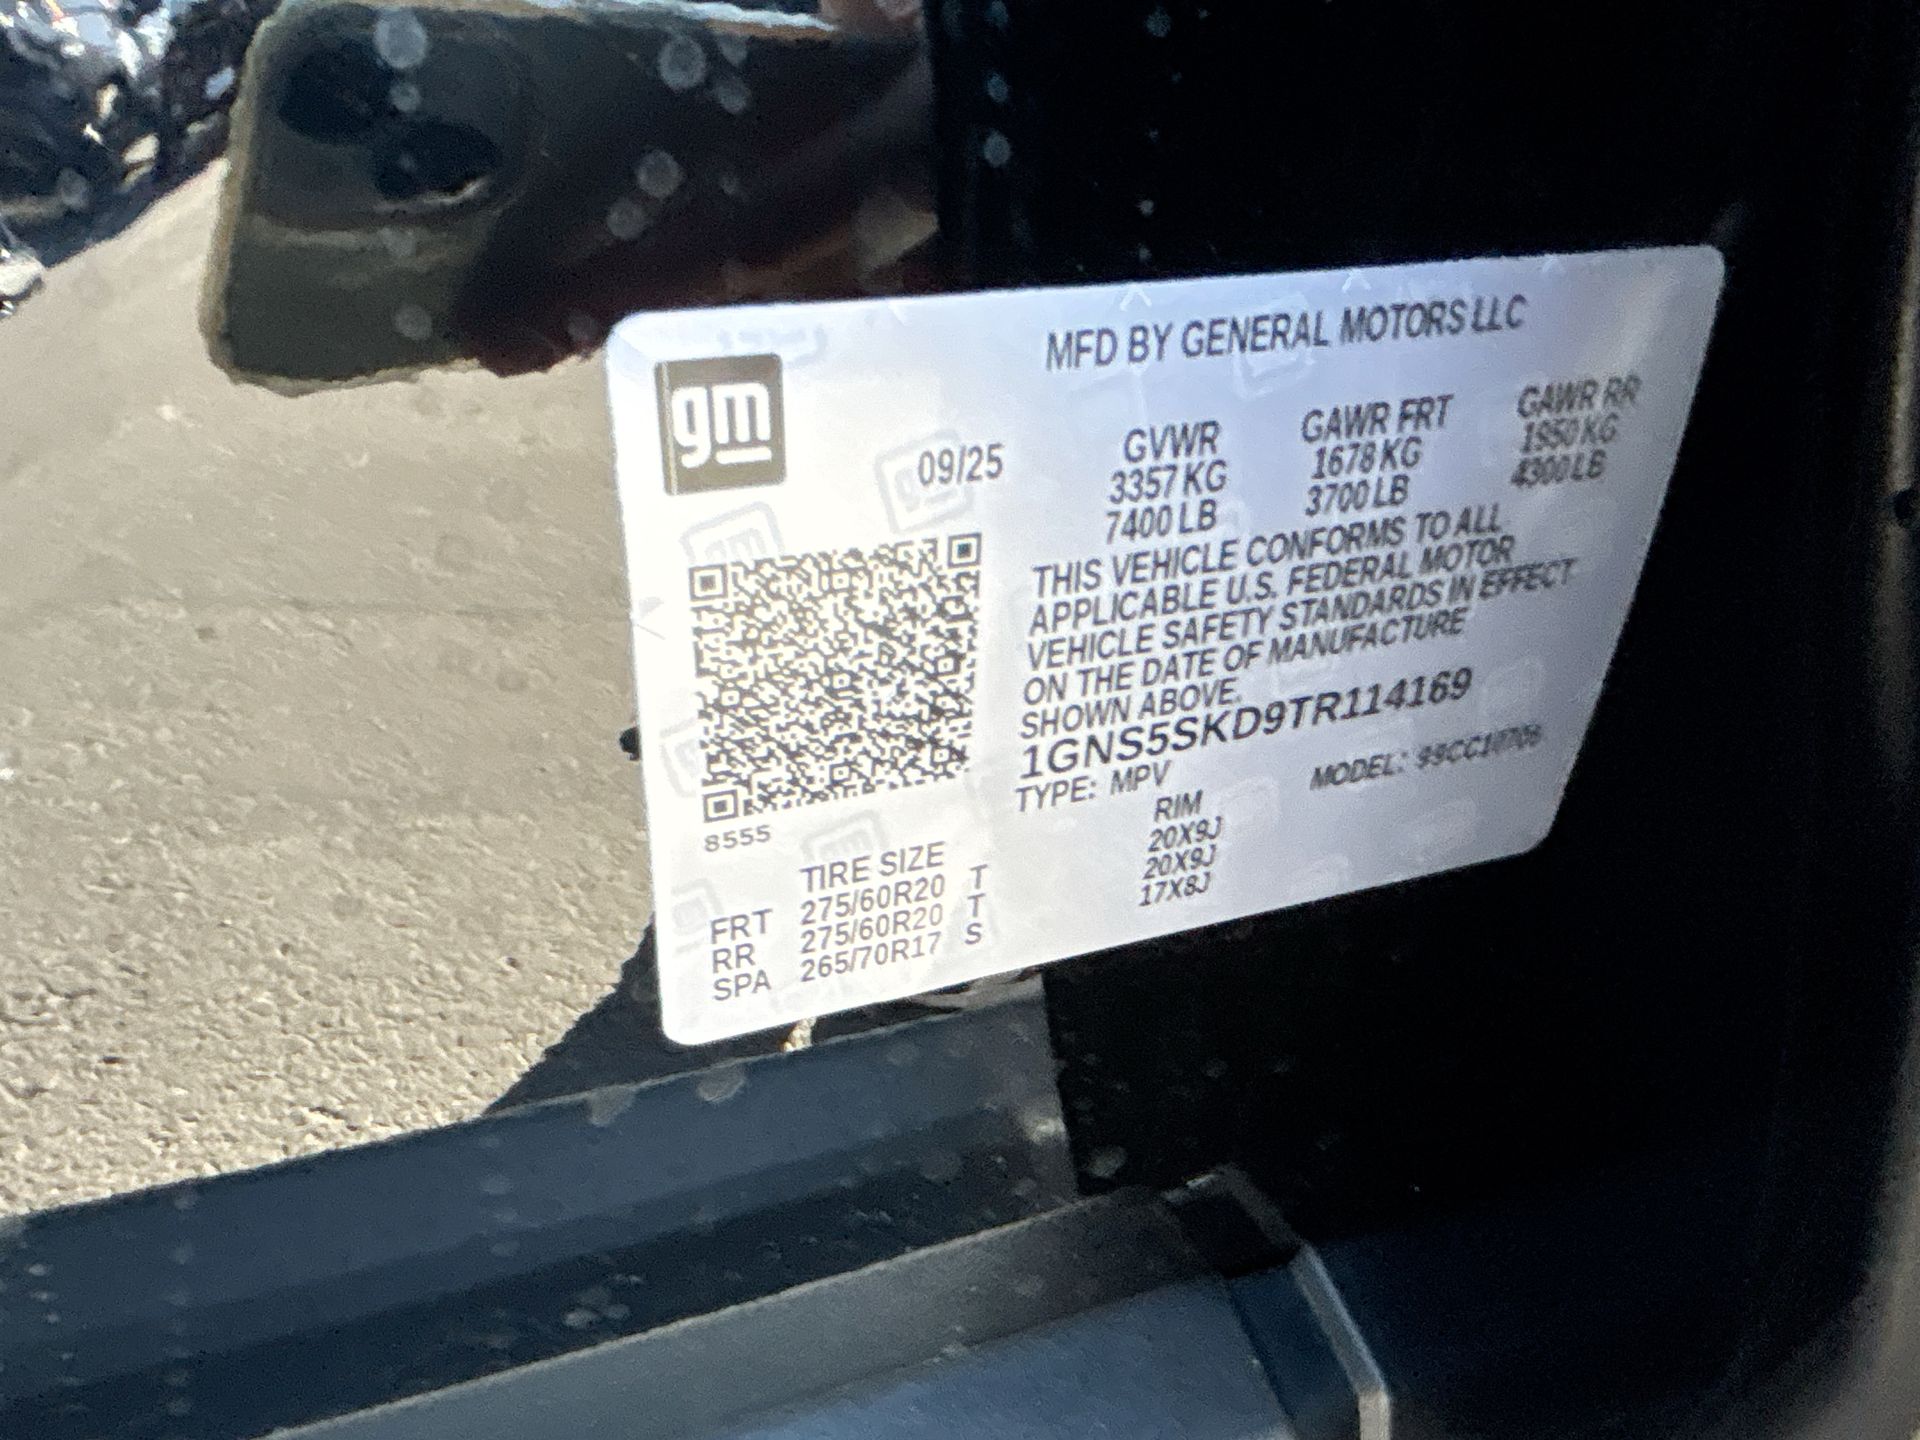 gm
MFD BY GENERAL MOTORS LLC
09/25
GVWR GAWR FRT GAWR RR
3357 KG 1678 KG 1950 KG
7400 LB 3700 LB 4300 LB
THIS VEHICLE CONFORMS TO ALL
APPLICABLE U.S. FEDERAL MOTOR
VEHICLE SAFETY STANDARDS IN EFFECT
ON THE DATE OF MANUFACTURE
SHOWN ABOVE.
1GNS5SKD9TR114169
TYPE: MPV MODEL:
8555
TIRE SIZE RIM
FRT 275/60R20 T 20X9J
RR 275/60R20 T 20X9J
SPA 265/70R17 S 17X8J